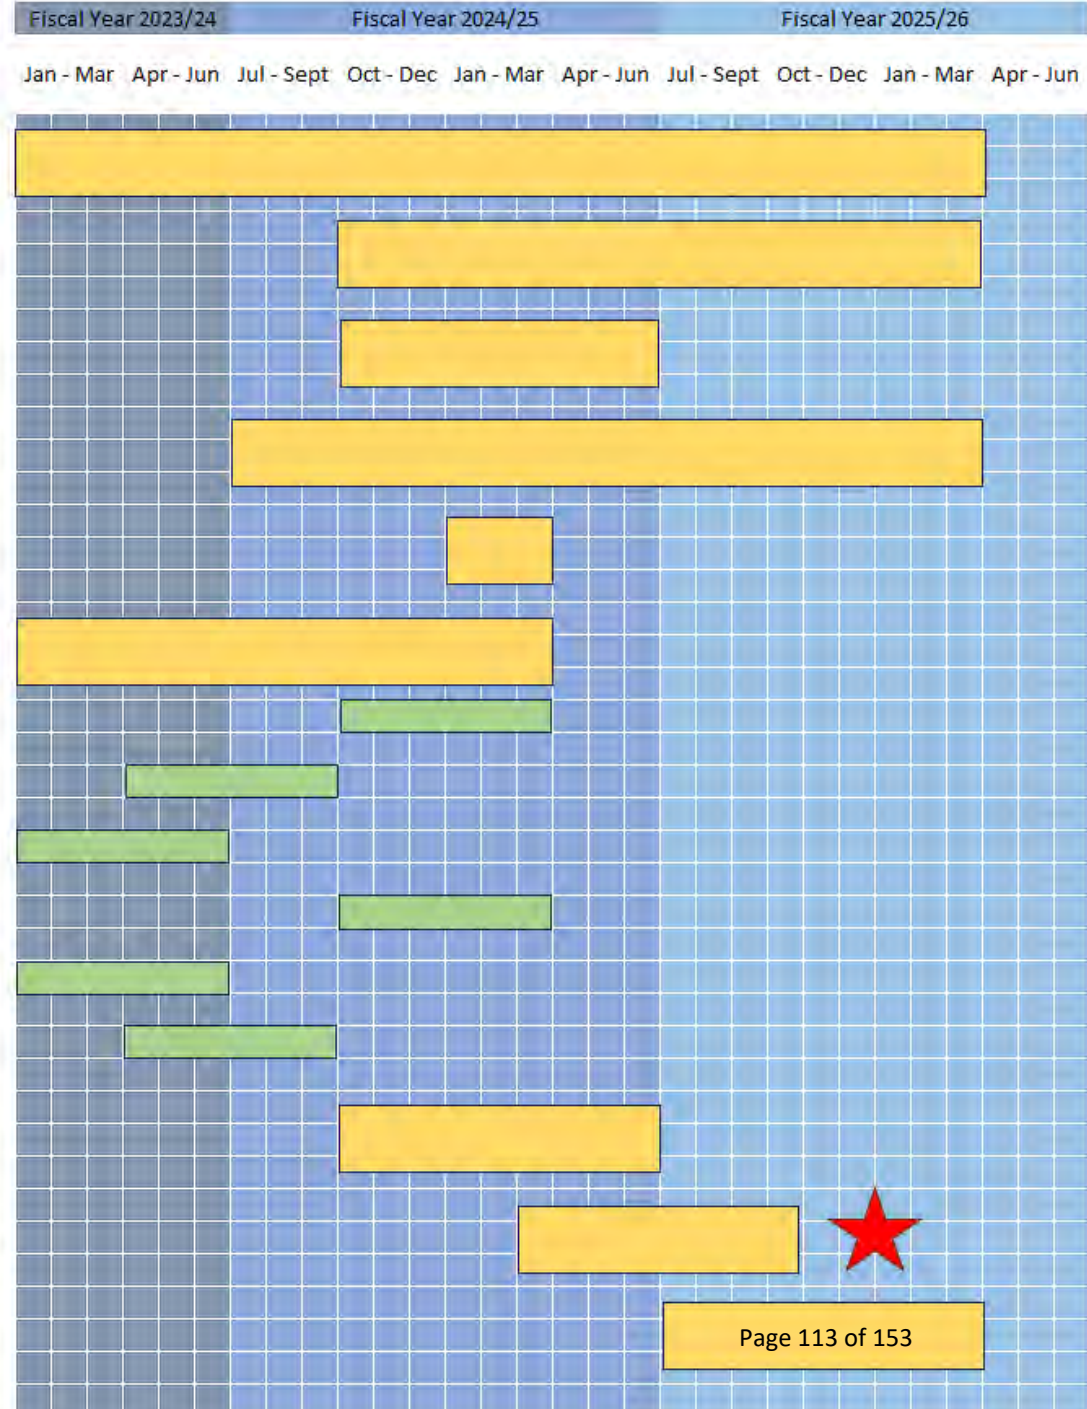 Fiscal Year 2023/24 Fiscal Year 2024/25 Fiscal Year 2025/26
Jan - Mar Apr - Jun Jul - Sept Oct - Dec Jan - Mar Apr - Jun Jul - Sept Oct - Dec Jan - Mar Apr - Jun
Page 113 of 153